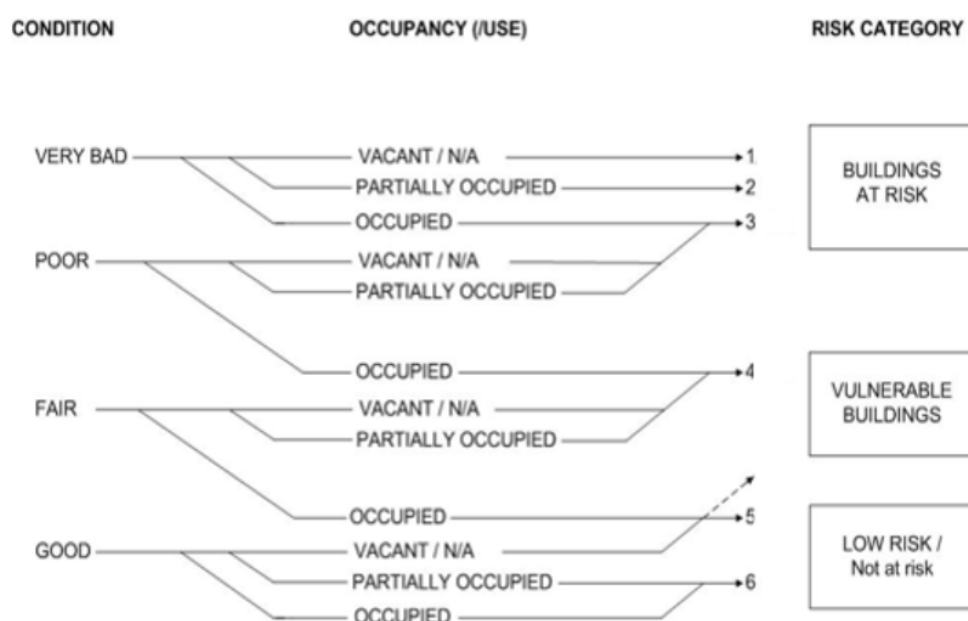 CONDITION OCCUPANCY (/USE) RISK CATEGORY
VERY BAD VACANT / N/A 1
PARTIALLY OCCUPIED 2
OCCUPIED 3
BUILDINGS
AT RISK
POOR VACANT / N/A
PARTIALLY OCCUPIED
OCCUPIED 4
VULNERABLE
BUILDINGS
FAIR VACANT / N/A
PARTIALLY OCCUPIED
OCCUPIED 5
GOOD VACANT / N/A
PARTIALLY OCCUPIED 6
OCCUPIED
LOW RISK /
Not at risk